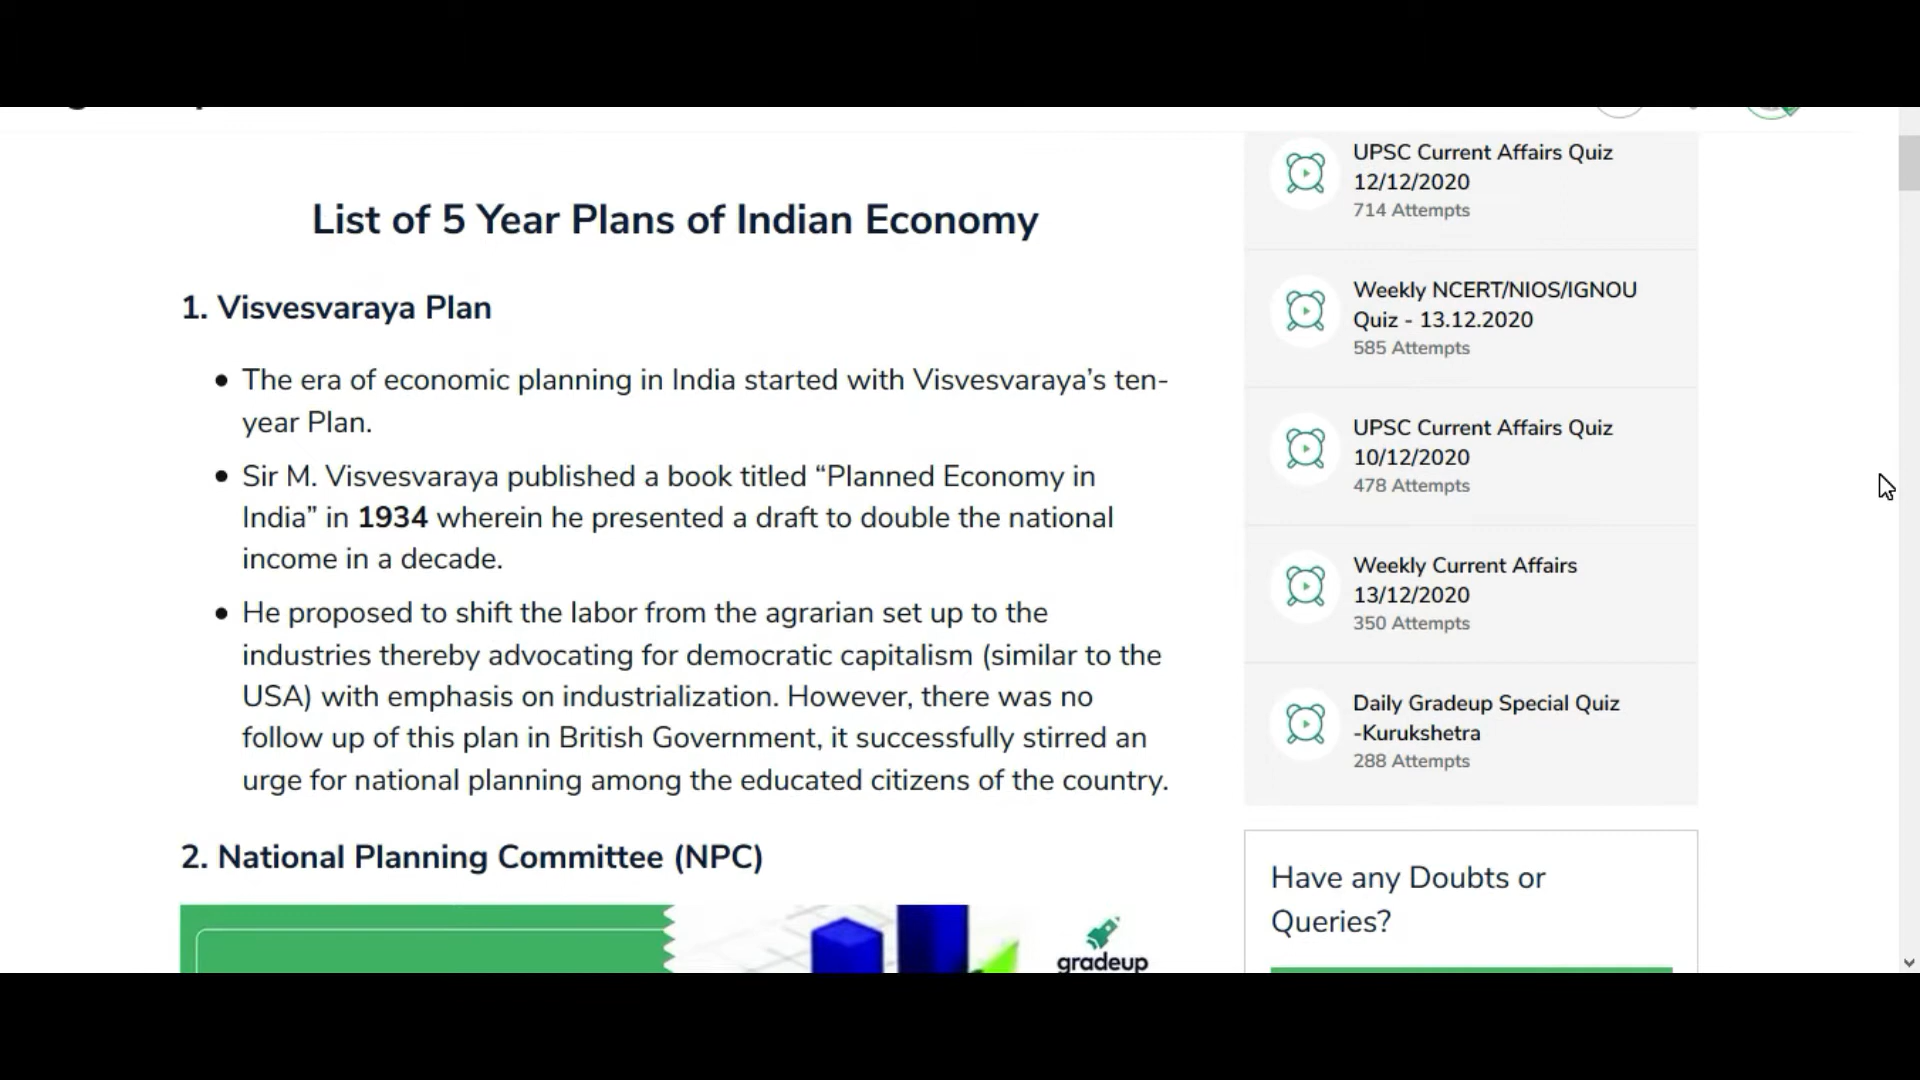 List of 5 Year Plans of Indian Economy
1. Visvesvaraya Plan
The era of economic planning in India started with Visvesvaraya’s ten-
year Plan.
Sir M. Visvesvaraya published a book titled “Planned Economy in
India” in 1934 wherein he presented a draft to double the national
income in a decade.
He proposed to shift the labor from the agrarian set up to the
industries thereby advocating for democratic capitalism (similar to the
USA) with emphasis on industrialization. However, there was no
follow up of this plan in British Government, it successfully stirred an
urge for national planning among the educated citizens of the country.
2. National Planning Committee (NPC)
gradeup
UPSC Current Affairs Quiz
12/12/2020
714 Attempts
Weekly NCERT/NIOS/IGNOU
Quiz - 13.12.2020
585 Attempts
UPSC Current Affairs Quiz
10/12/2020
478 Attempts
Weekly Current Affairs
13/12/2020
350 Attempts
Daily Gradeup Special Quiz
-Kurukshetra
288 Attempts
Have any Doubts or
Queries?